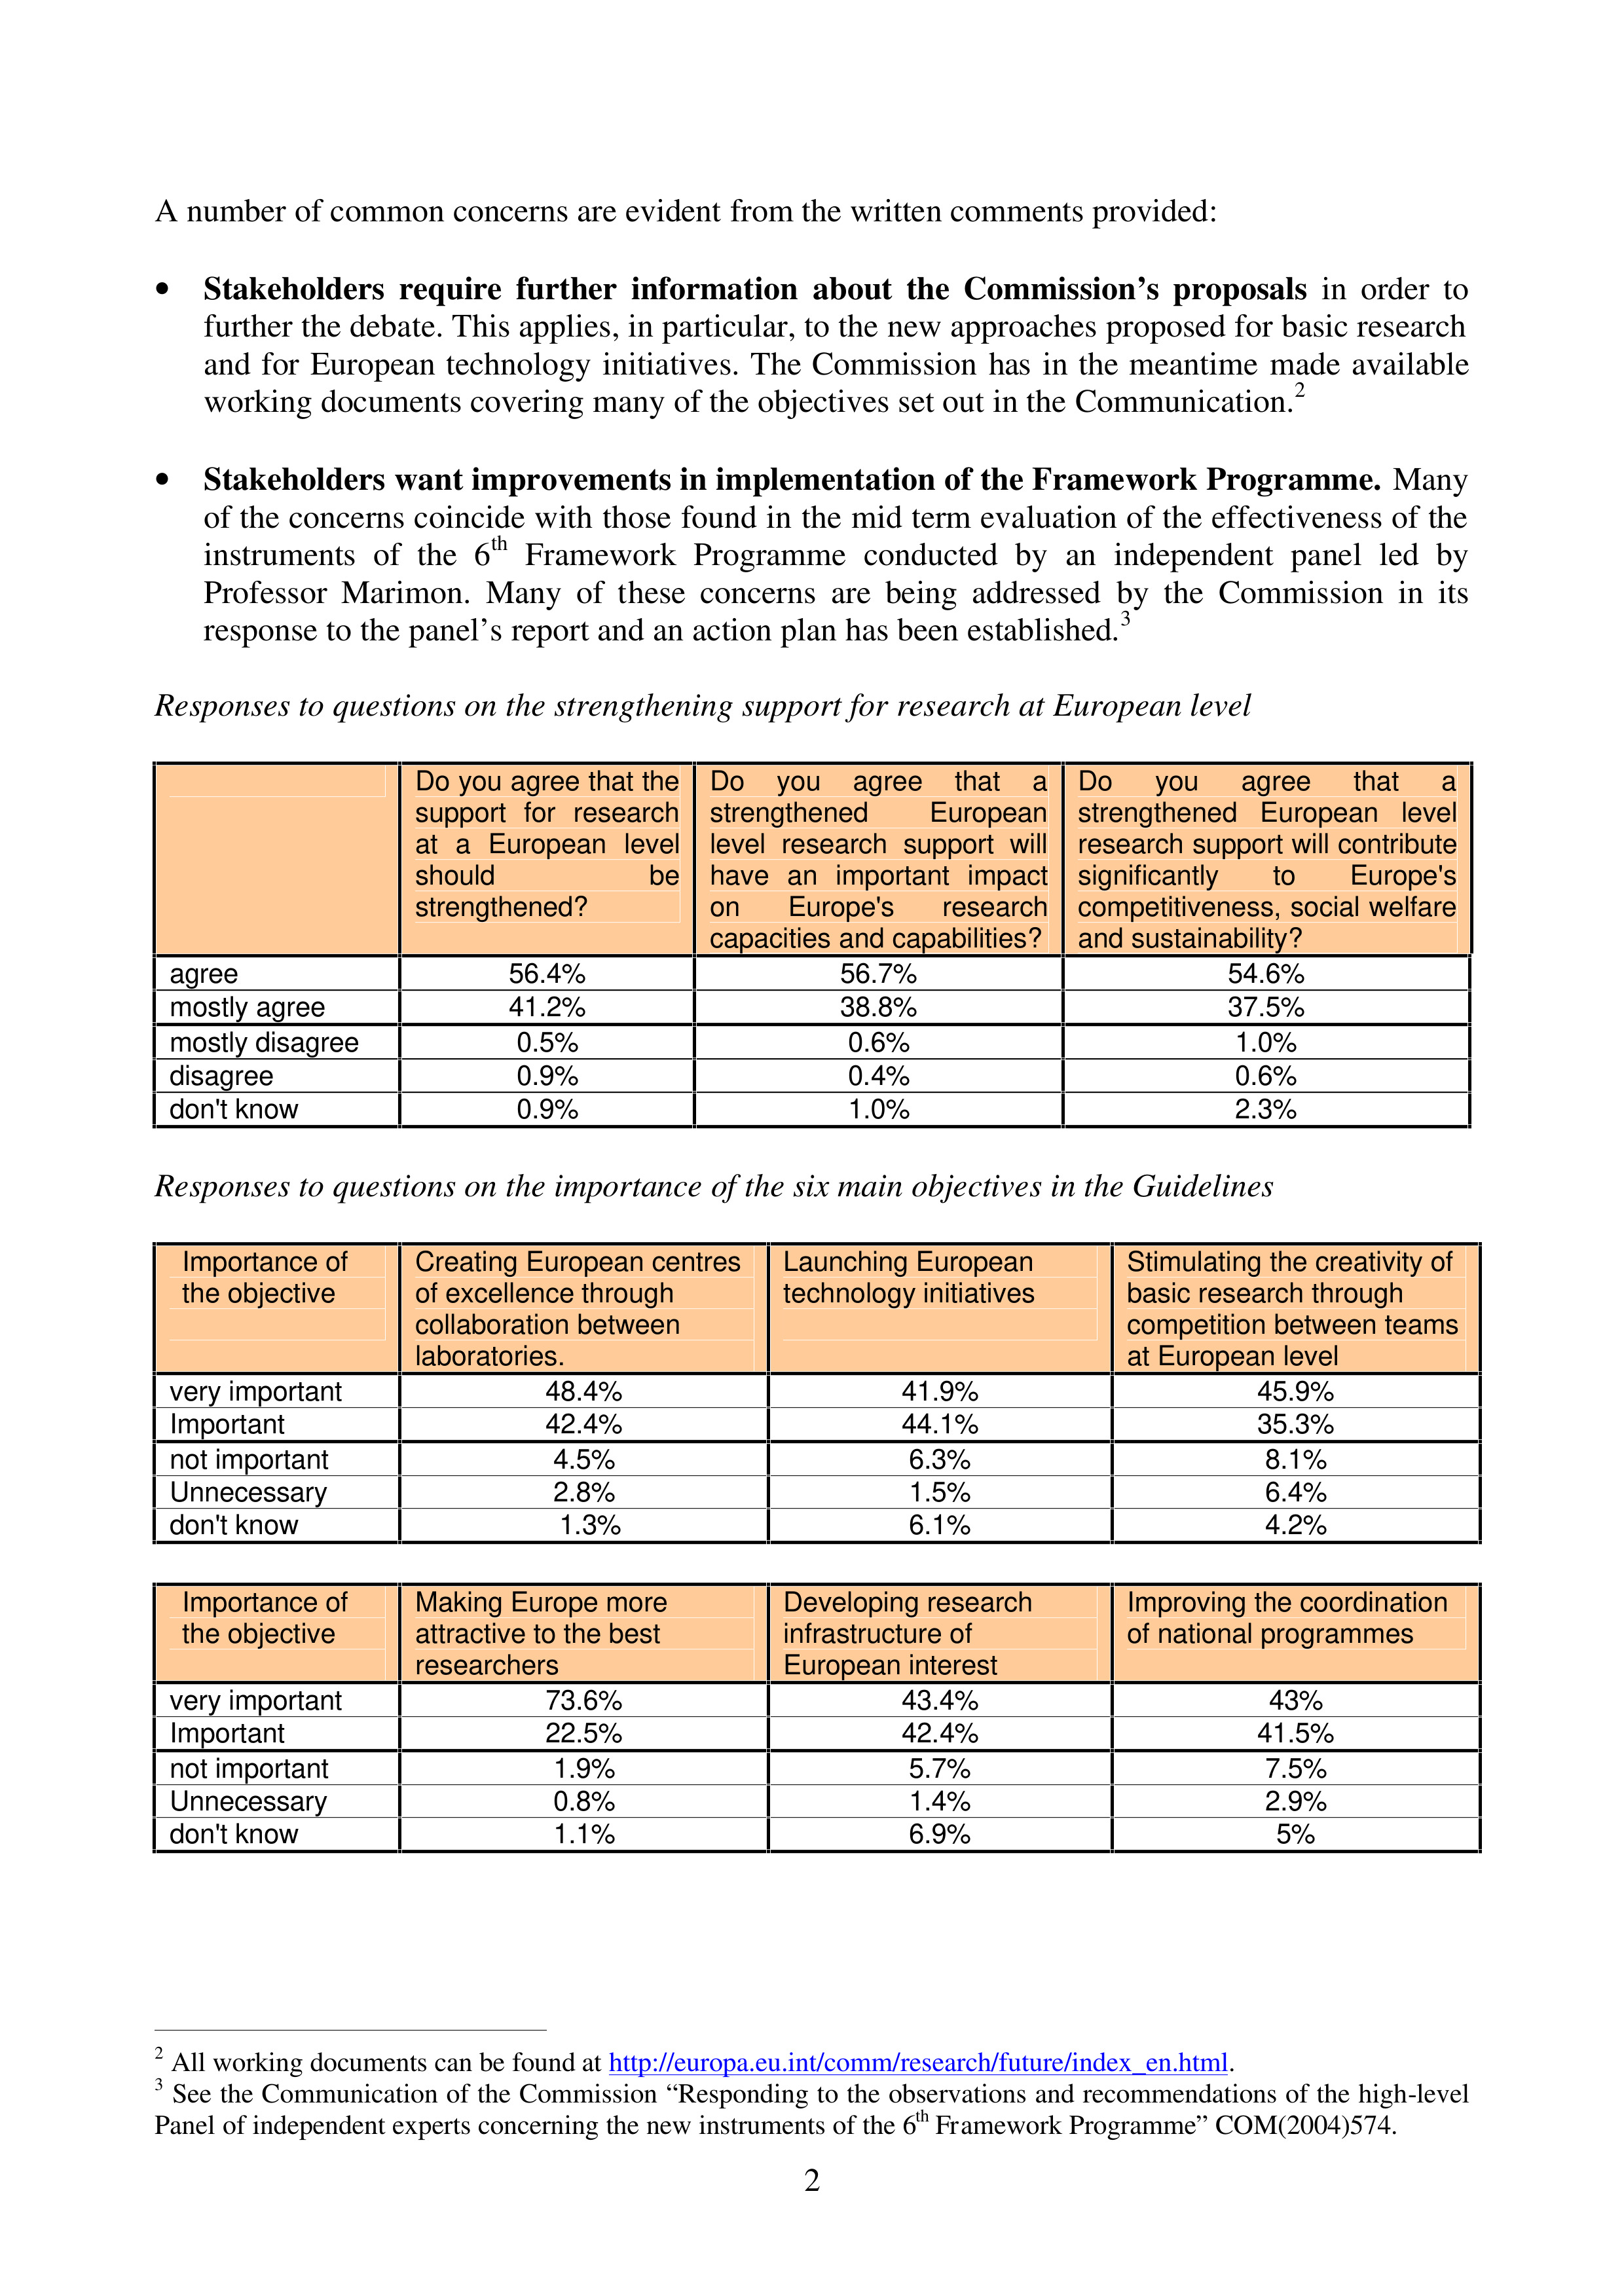 A number of common concerns are evident from the written comments provided:
• Stakeholders require further information about the Commission’s proposals in order to
further the debate. This applies, in particular, to the new approaches proposed for basic research
and for European technology initiatives. The Commission has in the meantime made available
working documents covering many of the objectives set out in the Communication.2
• Stakeholders want improvements in implementation of the Framework Programme. Many
of the concerns coincide with those found in the mid term evaluation of the effectiveness of the
instruments of the 6th Framework Programme conducted by an independent panel led by
Professor Marimon. Many of these concerns are being addressed by the Commission in its
response to the panel’s report and an action plan has been established.3
Responses to questions on the strengthening support for research at European level
Do you agree that the
support for research
at a European level
should be
strengthened?
Do you agree that a
strengthened European
level research support will
have an important impact
on Europe's research
capacities and capabilities?
Do you agree that a
strengthened European level
research support will contribute
significantly to Europe's
competitiveness, social welfare
and sustainability?
agree 56.4% 56.7% 54.6%
mostly agree 41.2% 38.8% 37.5%
mostly disagree 0.5% 0.6% 1.0%
disagree 0.9% 0.4% 0.6%
don't know 0.9% 1.0% 2.3%
Responses to questions on the importance of the six main objectives in the Guidelines
Importance of
the objective
Creating European centres
of excellence through
collaboration between
laboratories.
Launching European
technology initiatives
Stimulating the creativity of
basic research through
competition between teams
at European level
very important 48.4% 41.9% 45.9%
Important 42.4% 44.1% 35.3%
not important 4.5% 6.3% 8.1%
Unnecessary 2.8% 1.5% 6.4%
don't know 1.3% 6.1% 4.2%
Importance of
the objective
Making Europe more
attractive to the best
researchers
Developing research
infrastructure of
European interest
Improving the coordination
of national programmes
very important 73.6% 43.4% 43%
Important 22.5% 42.4% 41.5%
not important 1.9% 5.7% 7.5%
Unnecessary 0.8% 1.4% 2.9%
don't know 1.1% 6.9% 5%
2 All working documents can be found at http://europa.eu.int/comm/research/future/index_en.html.
3 See the Communication of the Commission “Responding to the observations and recommendations of the high-level
Panel of independent experts concerning the new instruments of the 6th Framework Programme” COM(2004)574.
2